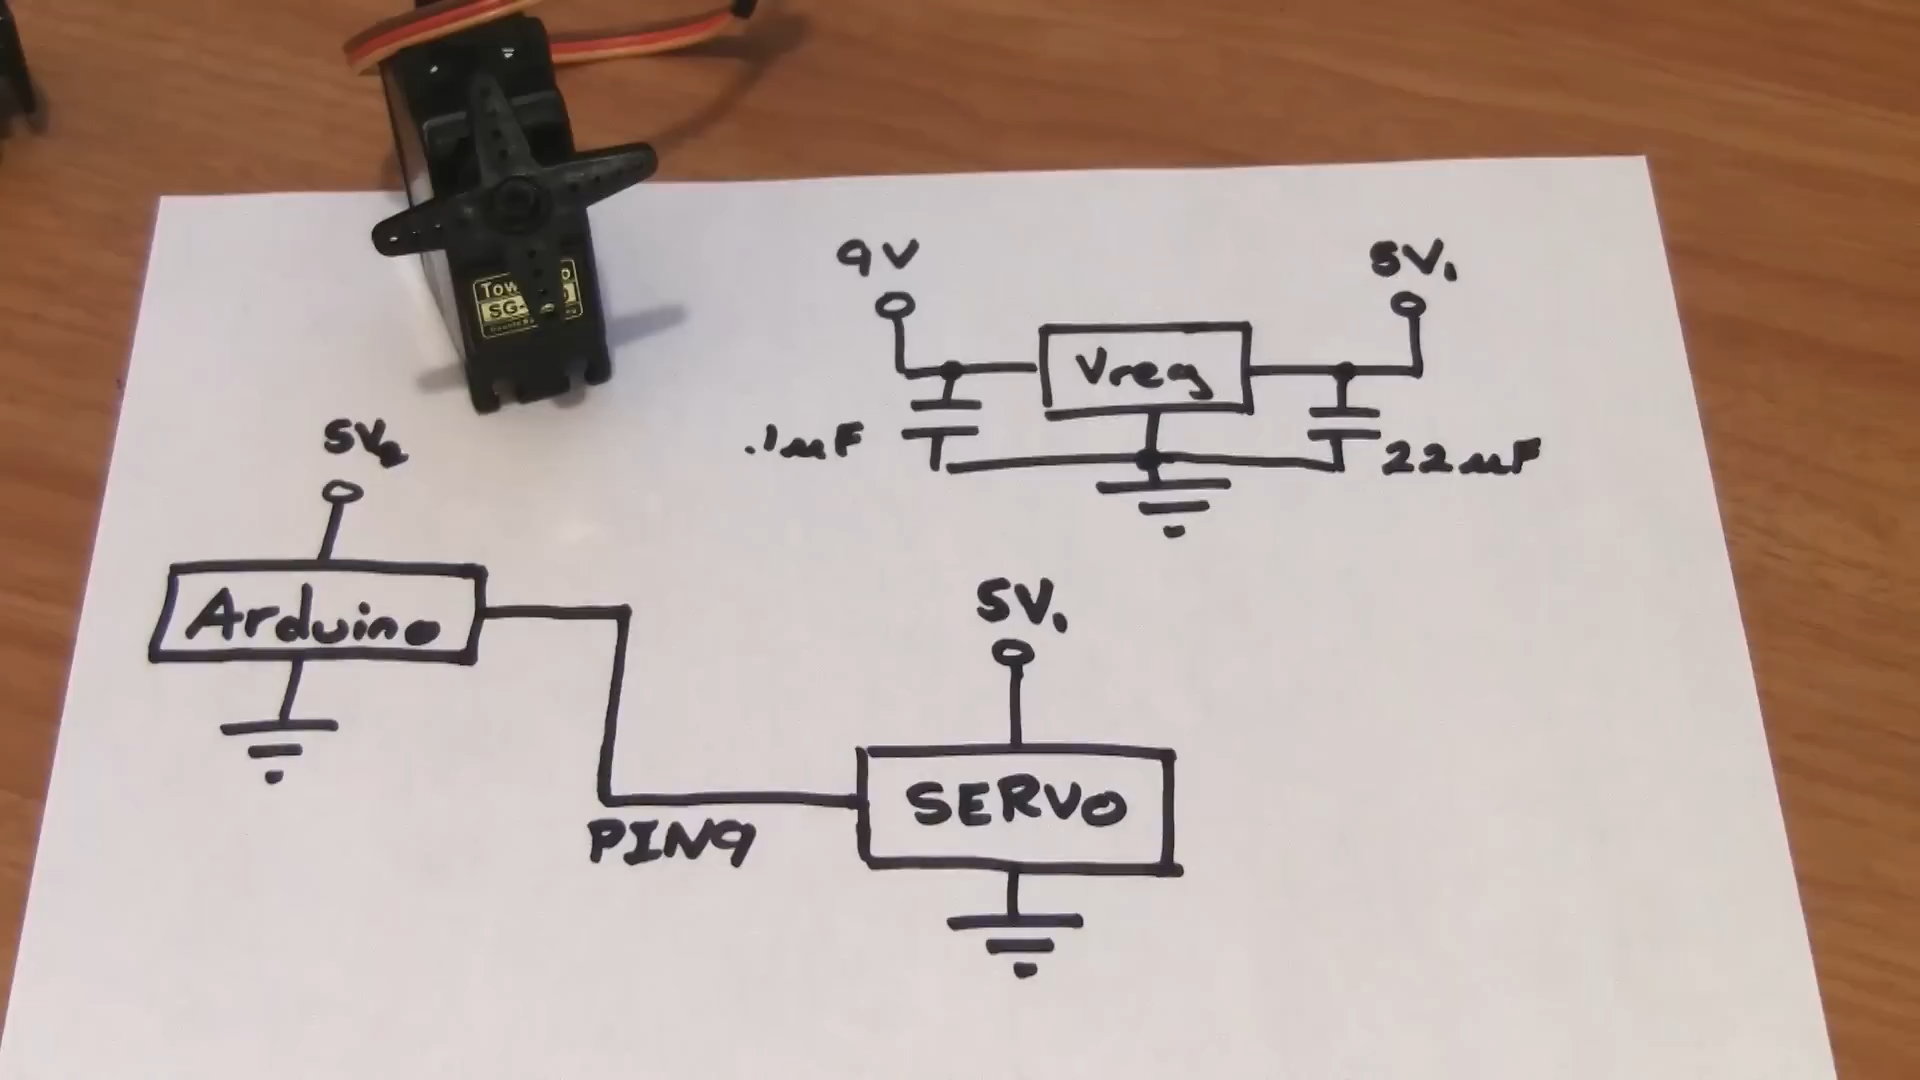 Tow
SG-
9V
5V1
Vreg
.1uF
22uF
5V2
Arduino
5V1
SERVO
PIN9